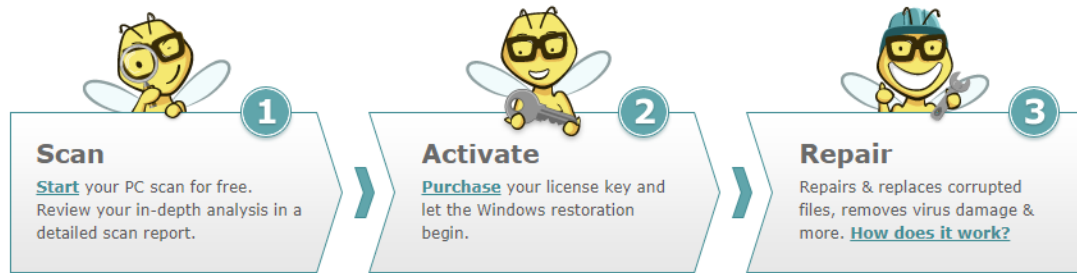 1
Scan
Start your PC scan for free.
Review your in-depth analysis in a
detailed scan report.
2
Activate
Purchase your license key and
let the Windows restoration
begin.
3
Repair
Repairs & replaces corrupted
files, removes virus damage &
more. How does it work?